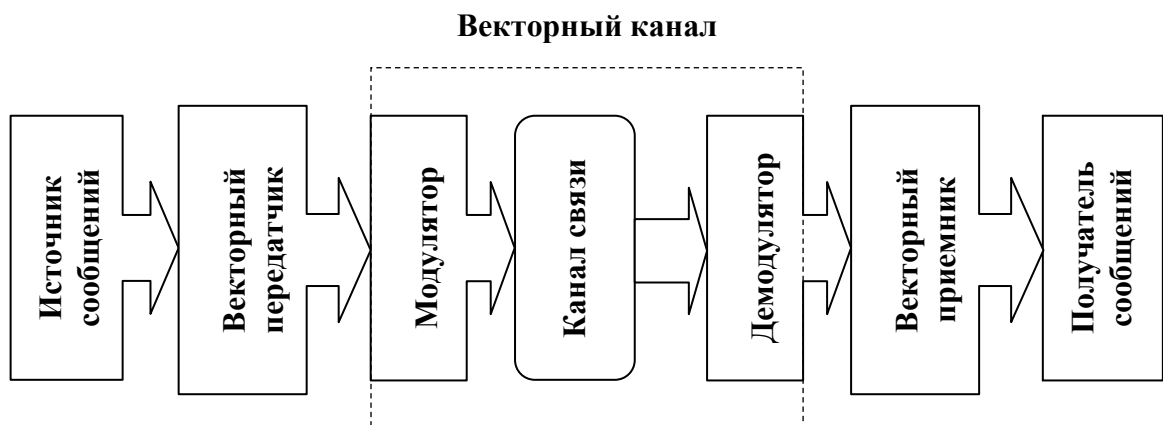 Векторный канал
Источник
сообщений
Векторный
передатчик
Модулятор
Канал связи
Демодулятор
Векторный
приемник
Получатель
сообщений